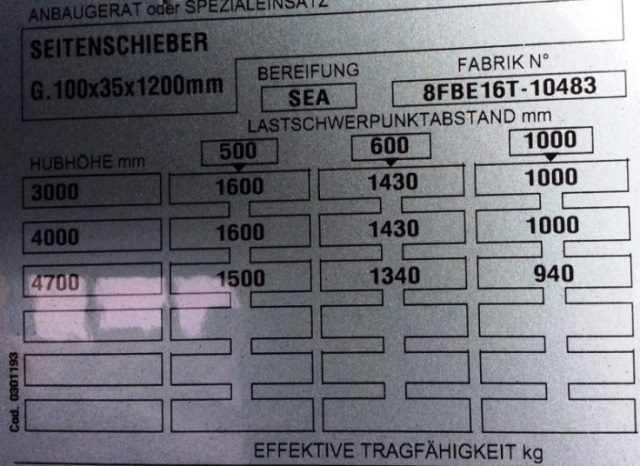 ANBAUGERÄT oder SPEZIALEINSATZ
SEITENSCHIEBER
G.100x35x1200mm
BEREIFUNG
SEA
FABRIK N°
8FBE16T-10483
LASTSCHWERPUNKTABSTAND mm
HUBHÖHE mm 500 600 1000
3000 1600 1430 1000
4000 1600 1430 1000
4700 1500 1340 940
Cod. 0301193
EFFEKTIVE TRAGFÄHIGKEIT kg